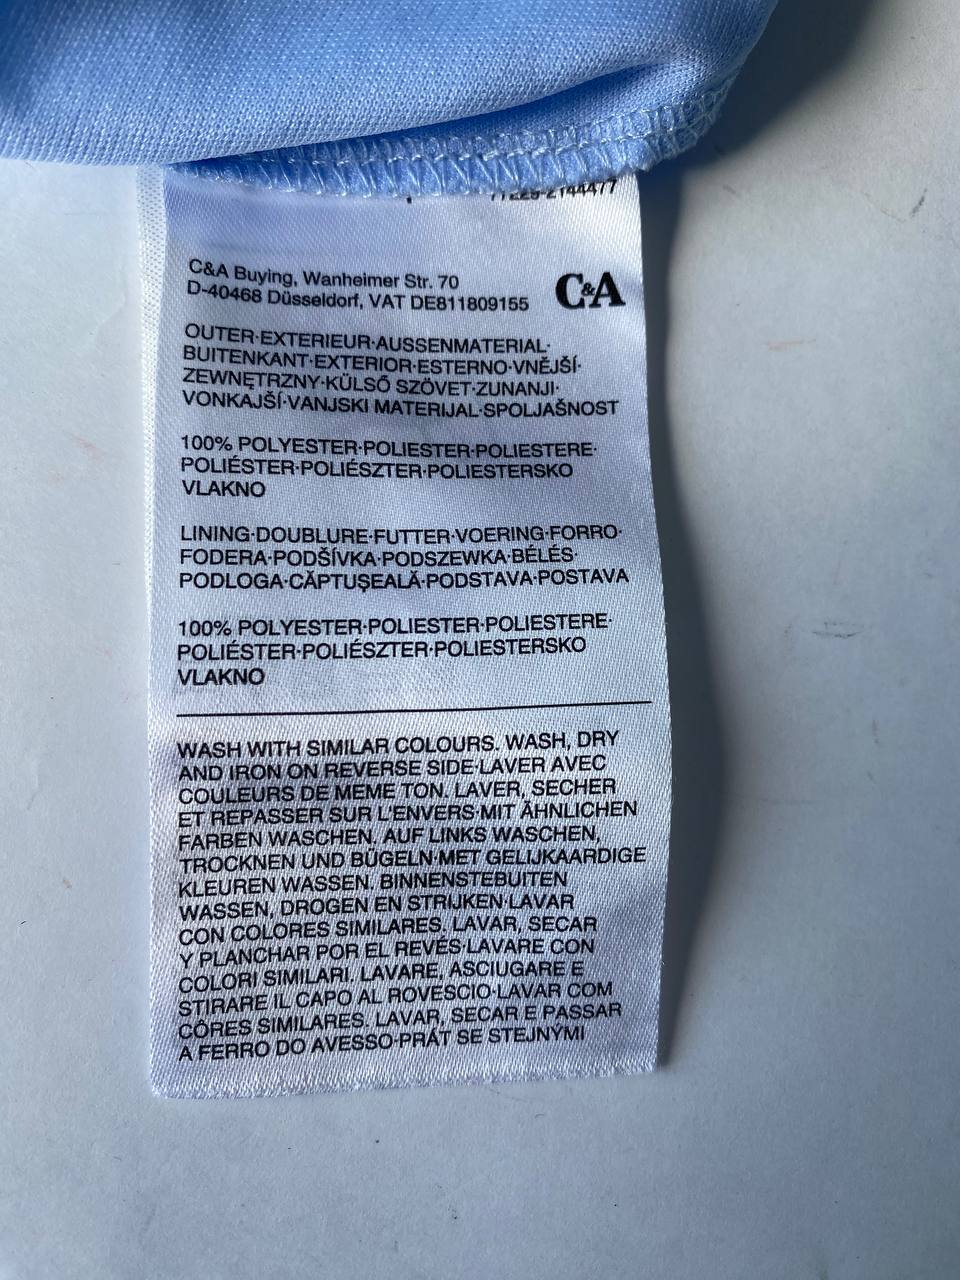 C&A Buying, Wanheimer Str. 70
D-40468 Düsseldorf, VAT DE811809155
C&A
OUTER·EXTERIEUR·AUSSENMATERIAL·
BUITENKANT·EXTERIOR·ESTERNO·VNĚJŠÍ·
ZEWNĘTRZNY·KÜLSŐ SZÖVET·ZUNANJI·
VONKAJŠÍ·VANJSKI MATERIJAL·SPOLJAŠNOST
100% POLYESTER·POLIESTER·POLIESTERE·
POLIÉSTER·POLIÉSZTER·POLIESTERSKO
VLAKNO
LINING·DOUBLURE·FUTTER·VOERING·FORRO·
FODERA·PODŠÍVKA·PODSZEWKA·BÉLÉS·
PODLOGA·CĂPTUŞEALĂ·PODSTAVA·POSTAVA
100% POLYESTER·POLIESTER·POLIESTERE·
POLIÉSTER·POLIÉSZTER·POLIESTERSKO
VLAKNO
WASH WITH SIMILAR COLOURS. WASH, DRY
AND IRON ON REVERSE SIDE·LAVER AVEC
COULEURS DE MEME TON. LAVER, SECHER
ET REPASSER SUR L'ENVERS·MIT ÄHNLICHEN
FARBEN WASCHEN. AUF LINKS WASCHEN,
TROCKNEN UND BÜGELN·MET GELIJKAARDIGE
KLEUREN WASSEN. BINNENSTEBUITEN
WASSEN, DROGEN EN STRIJKEN·LAVAR
CON COLORES SIMILARES. LAVAR, SECAR
Y PLANCHAR POR EL REVÉS·LAVARE CON
COLORI SIMILARI. LAVARE, ASCIUGARE E
STIRARE IL CAPO AL ROVESCIO·LAVAR COM
CÔRES SIMILARES. LAVAR, SECAR E PASSAR
A FERRO DO AVESSO·PRÁT SE STEJNÝMI